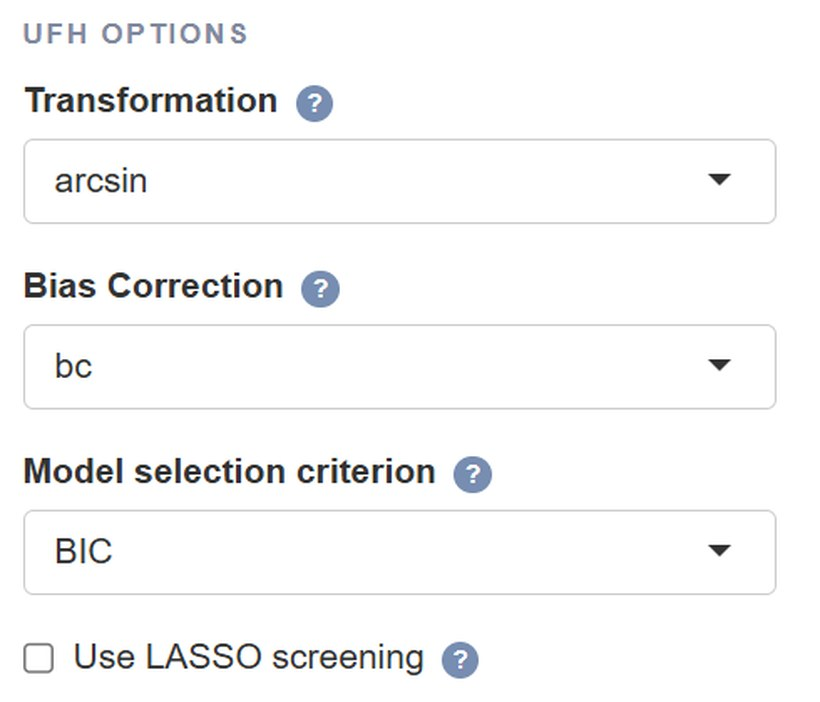 UFH OPTIONS
Transformation ?
arcsin
Bias Correction ?
bc
Model selection criterion ?
BIC
Use LASSO screening ?